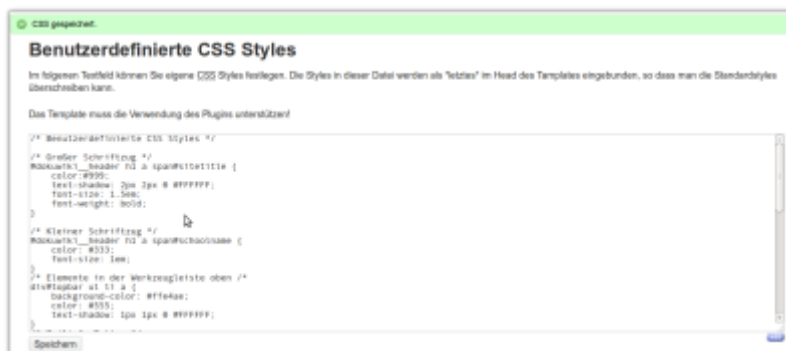 CSS gespeichert.
Benutzerdefinierte CSS Styles
Im folgenen Textfeld können Sie eigene CSS Styles festlegen. Die Styles in dieser Datei werden als "letztes" im Head des Templates eingebunden, so dass man die Standardstyles
überschreiben kann.
Das Template muss die Verwendung des Plugins unterstützen!
/* Benutzerdefinierte CSS Styles */
/* Großer Schriftzug */
#dokuwiki__header h1 a span#sitetitle {
color:#999;
text-shadow: 2px 2px 0 #FFFFFF;
font-size: 1.5em;
font-weight: bold;
}
/* Kleiner Schriftzug */
#dokuwiki__header h1 a span#schoolname {
color: #333;
font-size: 1em;
}
/* Elemente in der Werkzeugleiste oben /*
div#topbar ul li a {
background-color: #ffe4ae;
color: #555;
text-shadow: 1px 1px 0 #FFFFFF;
}
Speichern